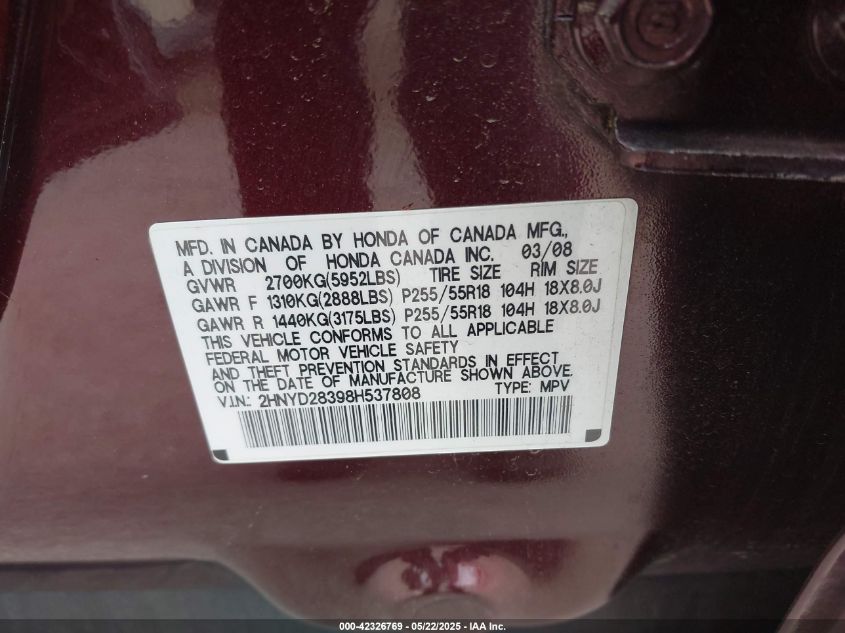 MFD. IN CANADA BY HONDA OF CANADA MFG.,
A DIVISION OF HONDA CANADA INC. 03/08
GVWR 2700KG(5952LBS) TIRE SIZE RIM SIZE
GAWR F 1310KG(2888LBS) P255/55R18 104H 18X8.0J
GAWR R 1440KG(3175LBS) P255/55R18 104H 18X8.0J
THIS VEHICLE CONFORMS TO ALL APPLICABLE
FEDERAL MOTOR VEHICLE SAFETY
AND THEFT PREVENTION STANDARDS IN EFFECT
ON THE DATE OF MANUFACTURE SHOWN ABOVE.
V.I.N.: 2HNYD28398H537808 TYPE: MPV
000-42326769 - 05/22/2025 - IAA Inc.